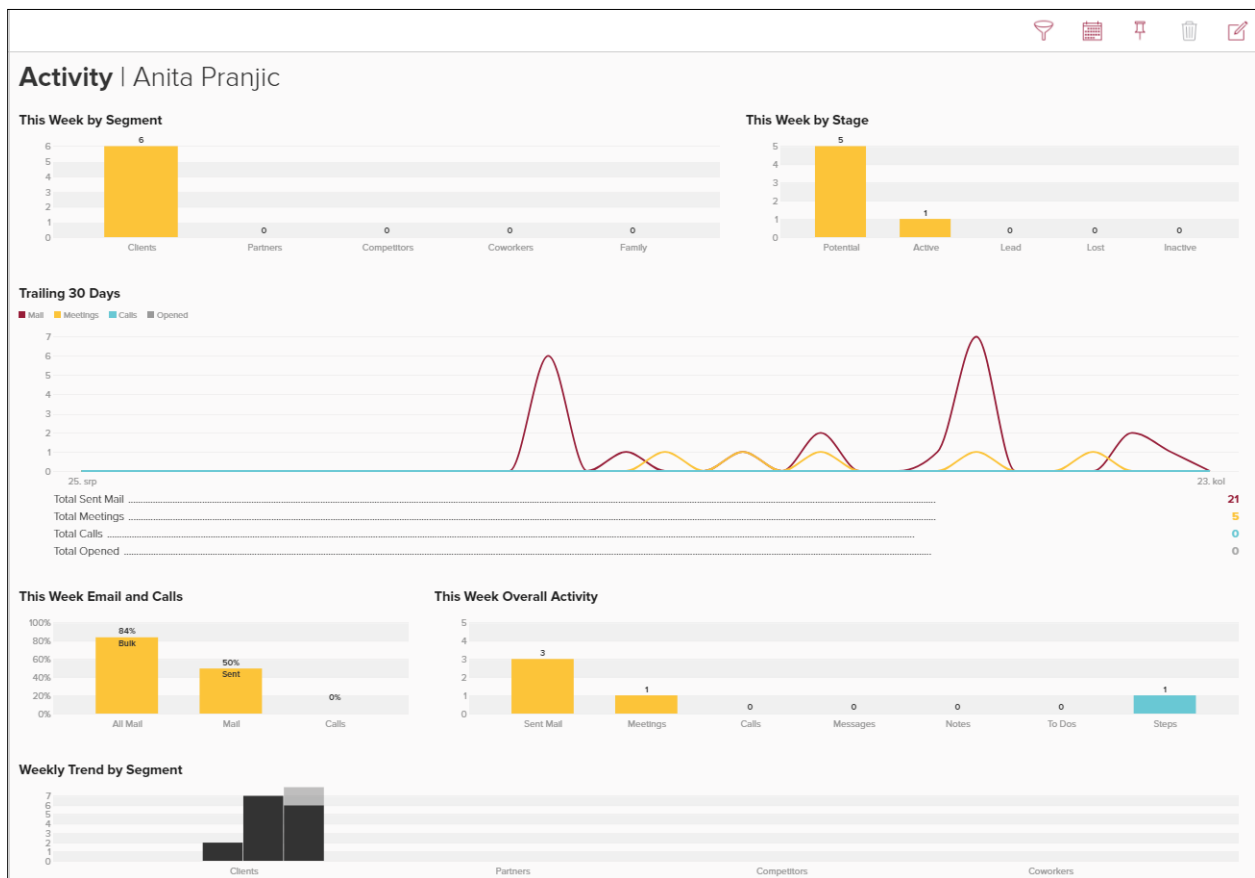 Activity | Anita Pranjic
This Week by Segment
6
6
5
4
3
2
1
0
0
0
0
0
Clients
Partners
Competitors
Coworkers
Family
This Week by Stage
5
5
4
3
2
1
0
1
0
0
0
Potential
Active
Lead
Lost
Inactive
Trailing 30 Days
Mail Meetings Calls Opened
7
6
5
4
3
2
1
0
25. srp
23. kol
Total Sent Mail 21
Total Meetings 5
Total Calls 0
Total Opened 0
This Week Email and Calls
100%
80%
60%
40%
20%
0%
84%
Bulk
50%
Sent
0%
All Mail
Mail
Calls
This Week Overall Activity
5
4
3
2
1
0
3
1
0
0
0
0
1
Sent Mail
Meetings
Calls
Messages
Notes
To Dos
Steps
Weekly Trend by Segment
7
6
5
4
3
2
1
0
Clients
Partners
Competitors
Coworkers